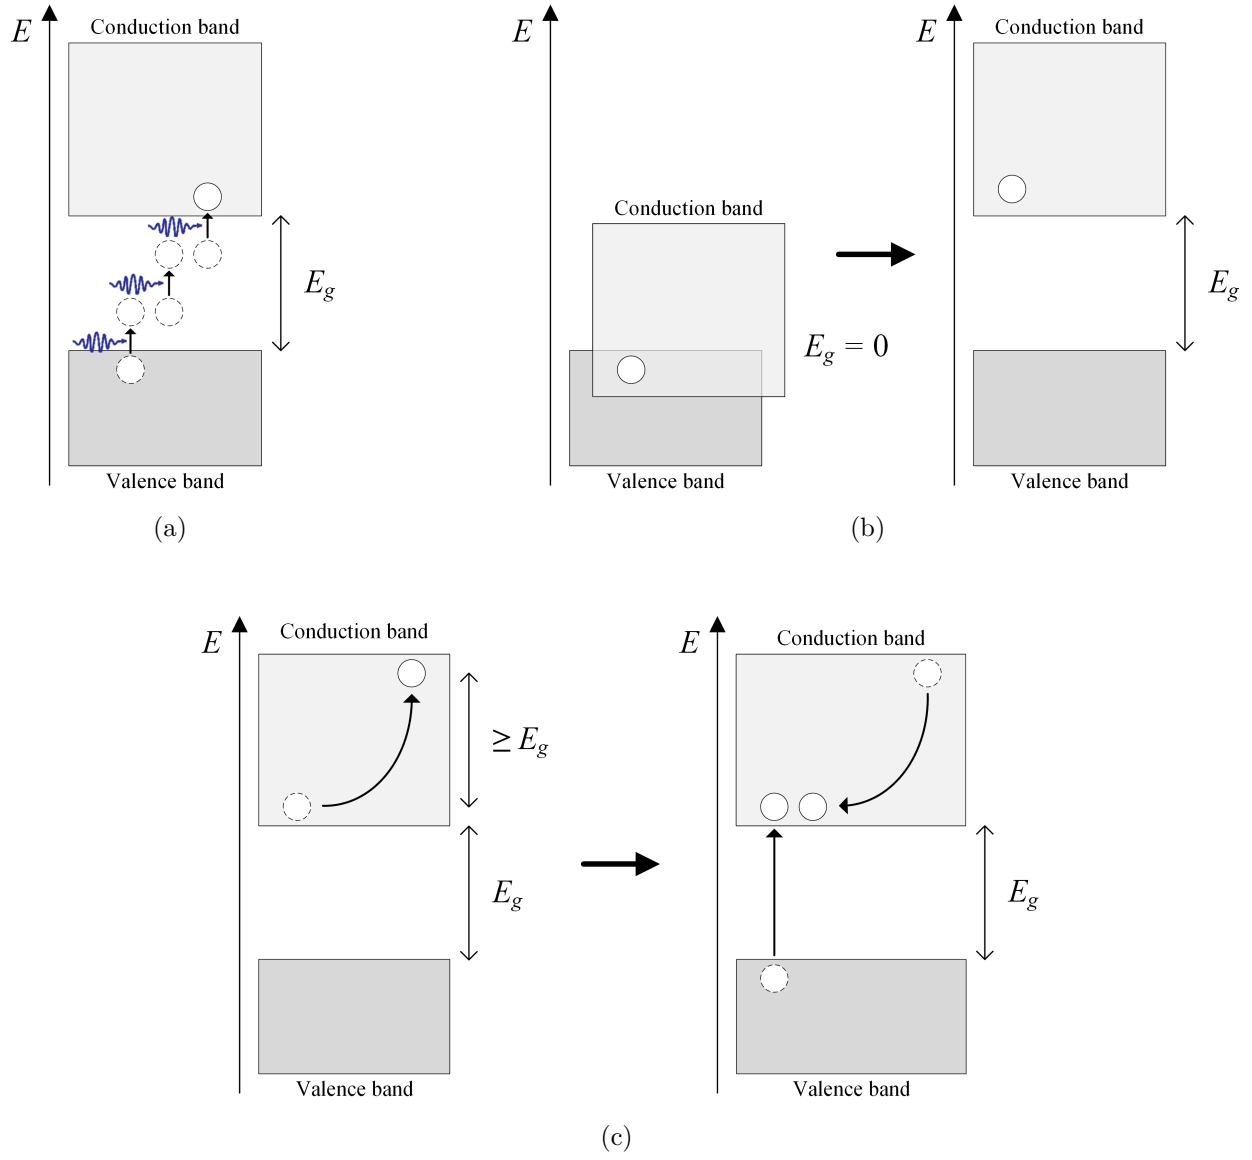 E
Conduction band
E_g
Valence band
(a)
E
Conduction band
E_g = 0
Valence band
E
Conduction band
E_g
Valence band
(b)
E
Conduction band
≥ E_g
E_g
Valence band
E
Conduction band
E_g
Valence band
(c)